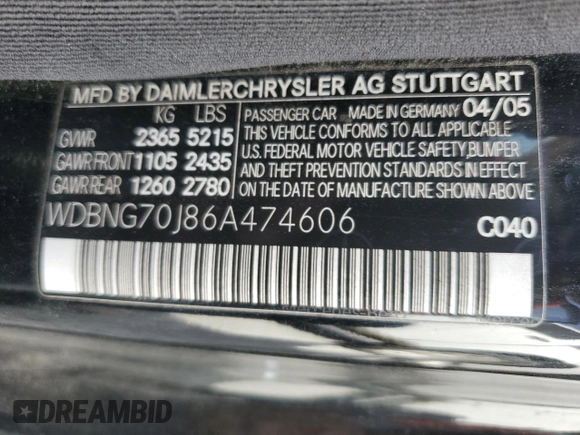 MFD BY DAIMLERCHRYSLER AG STUTTGART
KG LBS
GVWR 2365 5215
GAWR FRONT 1105 2435
GAWR REAR 1260 2780
PASSENGER CAR MADE IN GERMANY 04/05
THIS VEHICLE CONFORMS TO ALL APPLICABLE
U.S. FEDERAL MOTOR VEHICLE SAFETY, BUMPER
AND THEFT PREVENTION STANDARDS IN EFFECT
ON THE DATE OF MANUFACTURE SHOWN ABOVE
WDBNG70J86A474606
C040
DREAMBID